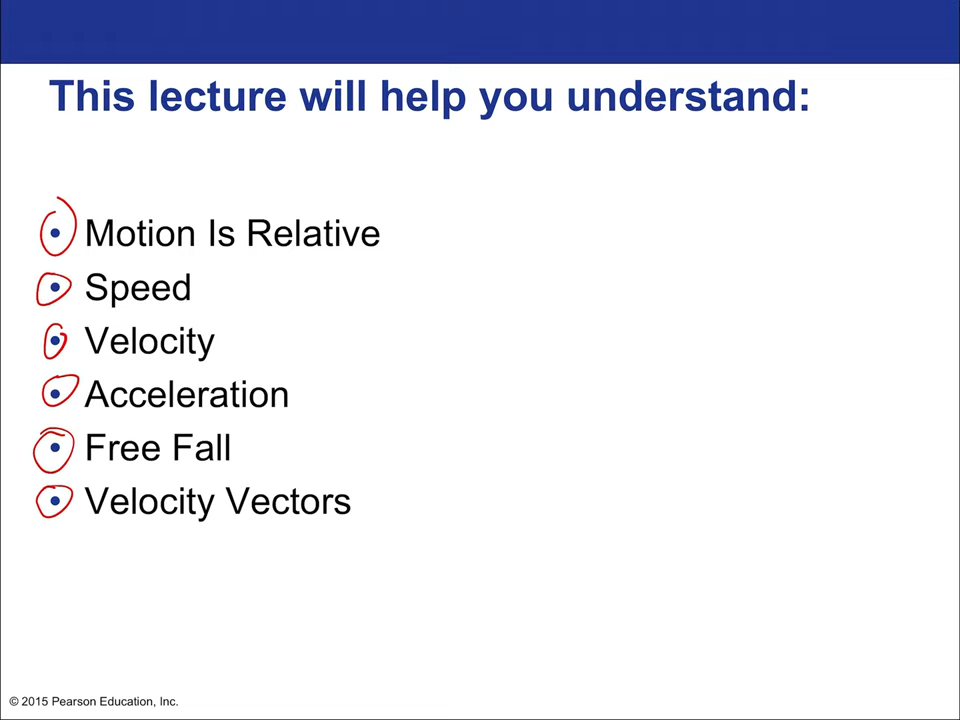 This lecture will help you understand:
• Motion Is Relative
• Speed
• Velocity
• Acceleration
• Free Fall
• Velocity Vectors
© 2015 Pearson Education, Inc.